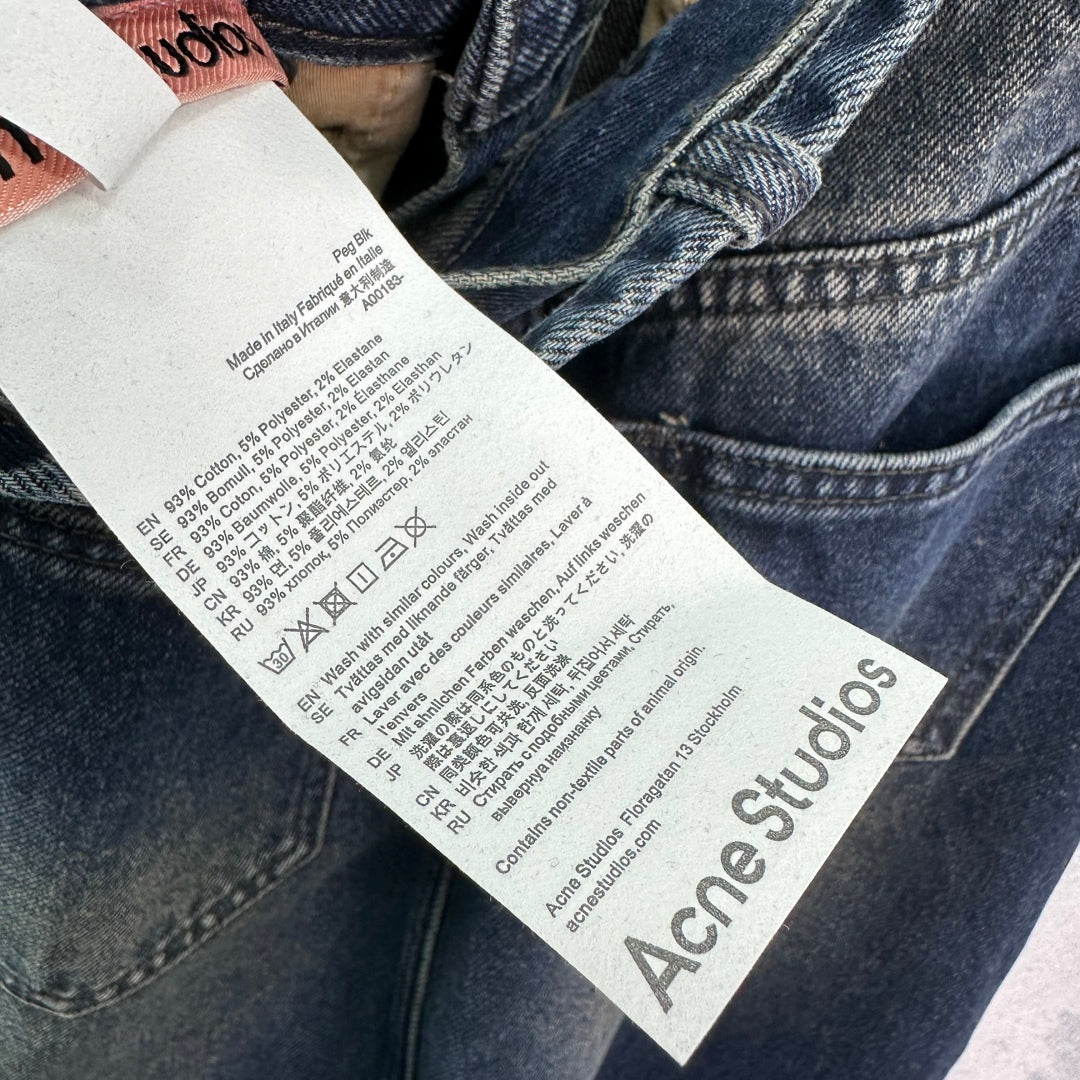 udios
Peg Blk
Made in Italy Fabriqué en Italie
Сделано в Италии 意大利制造
A00183-
EN 93% Cotton, 5% Polyester, 2% Elastane
SE 93% Bomull, 5% Polyester, 2% Elastan
FR 93% Coton, 5% Polyester, 2% Élasthane
DE 93% Baumwolle, 5% Polyester, 2% Elasthan
JP 93% コットン, 5% ポリエステル, 2% ポリウレタン
CN 93% 棉, 5% 聚酯纤维, 2% 氨纶
KR 93% 면, 5% 폴리에스테르, 2% 엘리스틴
RU 93% хлопок, 5% Полиэстер, 2% эластан
30
EN Wash with similar colours, Wash inside out
SE Tvättas med liknande färger, Tvättas med
avigsidan utåt
FR Laver avec des couleurs similaires, Laver à
l'envers
DE Mit ähnlichen Farben waschen, Auf links weschen
JP 洗濯の際は同系色のものと洗ってください, 洗濯の
際は裏返しにしてください
CN 同类颜色可共洗, 反面洗涤
KR 비슷한 색과 함께 세탁, 뒤집어서 세탁
RU Стирать с подобными цветами, Стирать,
вывернуа наизнанку
Contains non-textile parts of animal origin.
Acne Studios Floragatan 13 Stockholm
acnestudios.com
Acne Studios